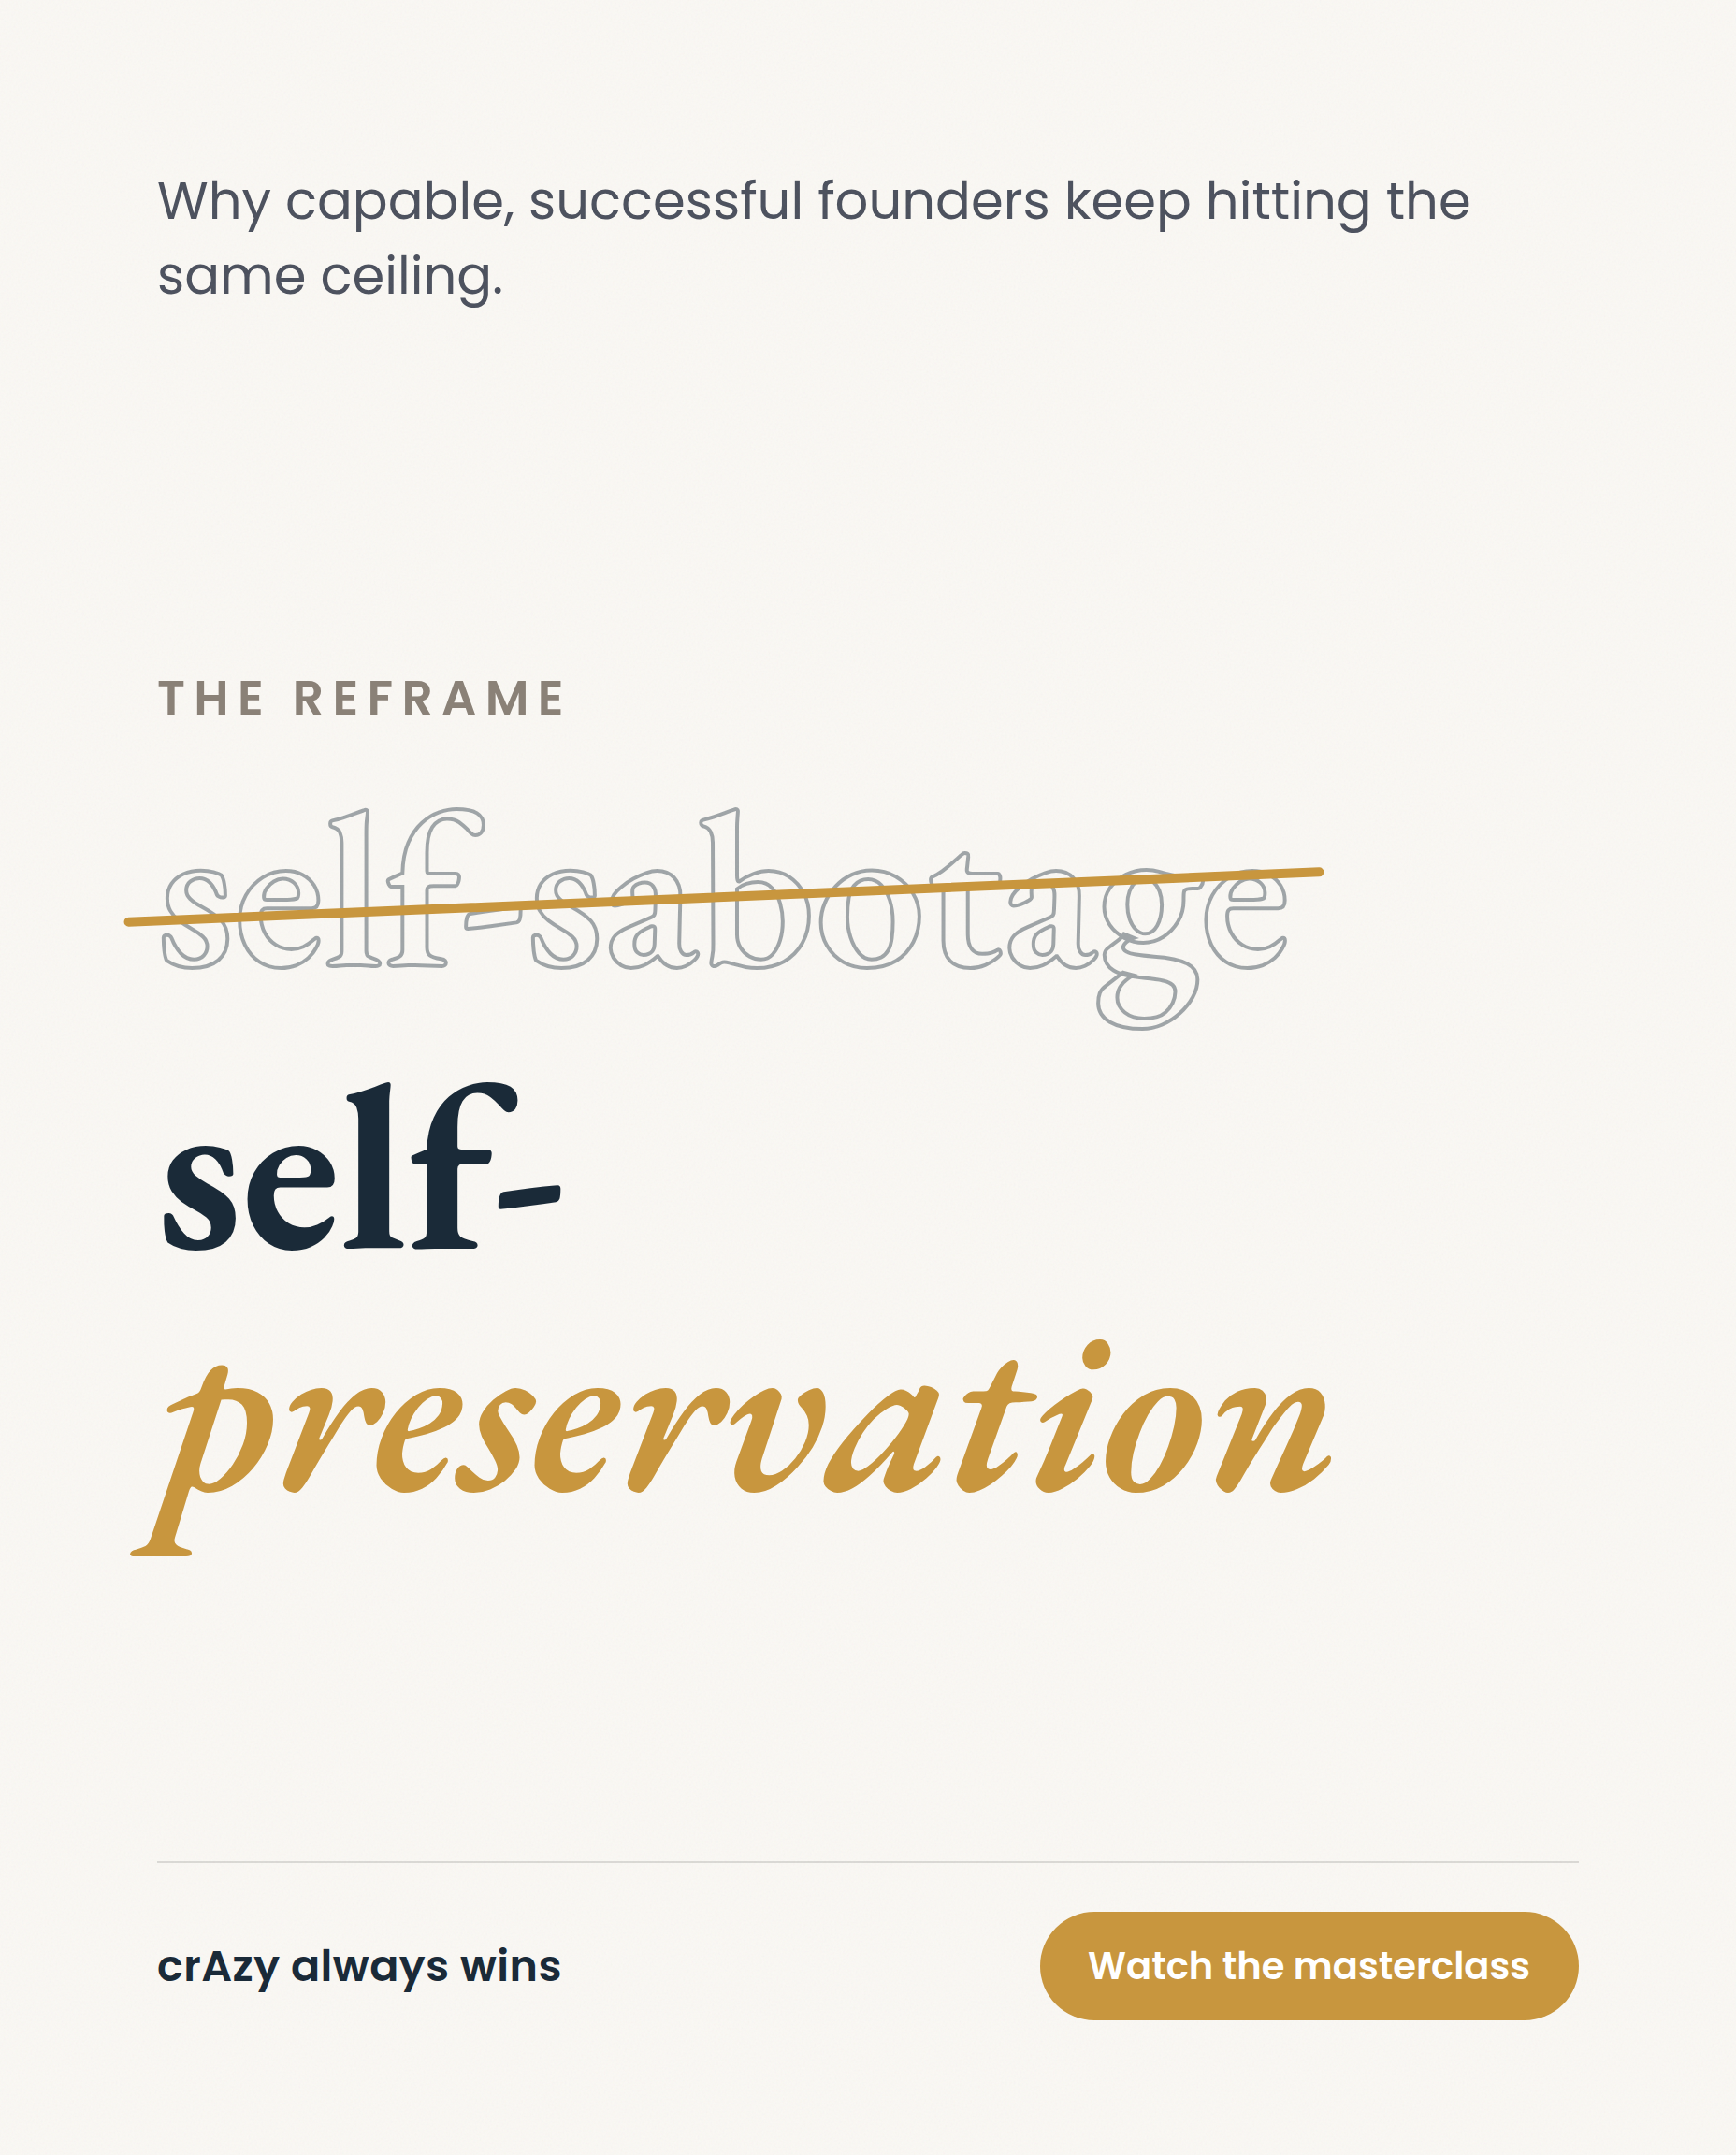 Why capable, successful founders keep hitting the
same ceiling.
THE REFRAME
self-sabotage
self-
preservation
crAzy always wins
Watch the masterclass